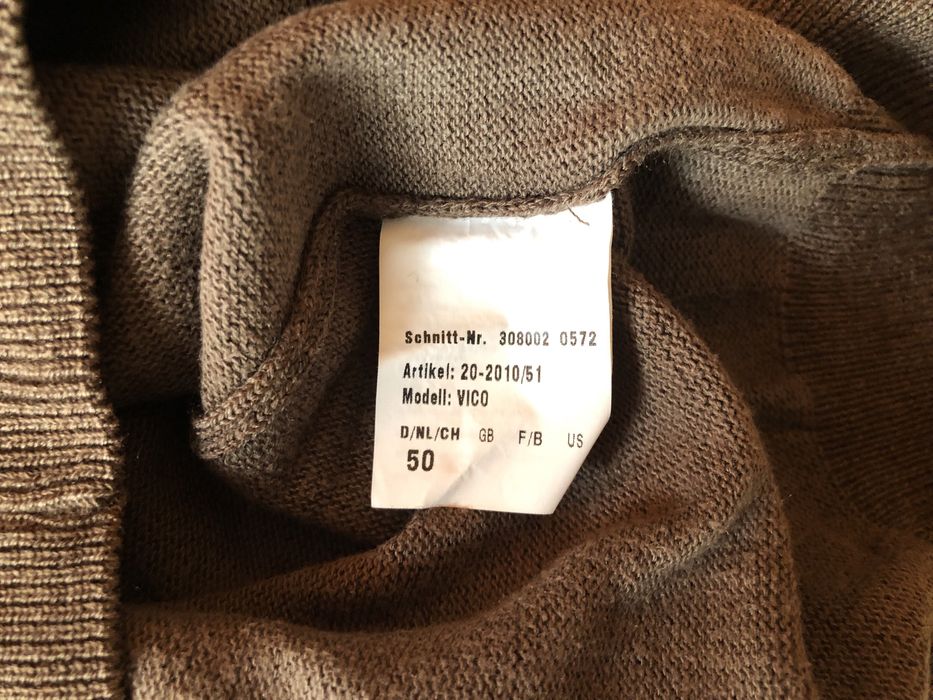 Schnitt-Nr. 308002 0572
Artikel: 20-2010/51
Modell: VICO
D/NL/CH GB F/B US
50